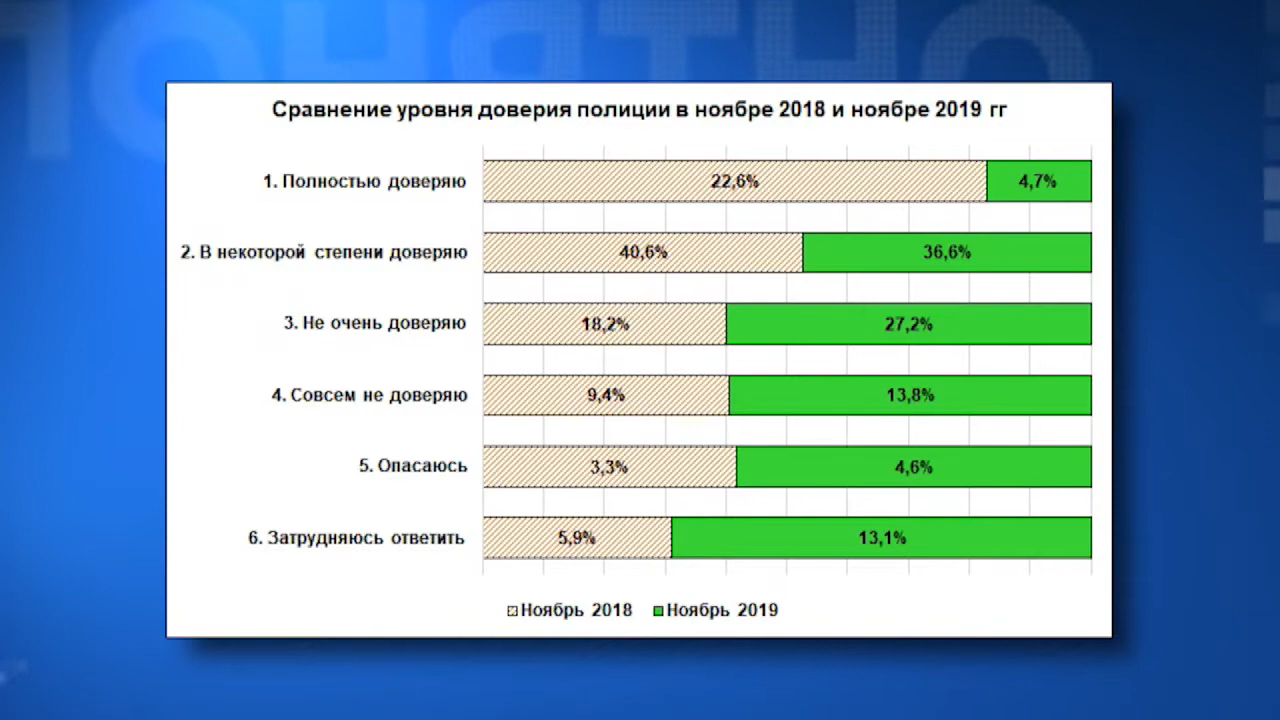 ПОНЯТНО
Сравнение уровня доверия полиции в ноябре 2018 и ноябре 2019 гг
1. Полностью доверяю 22,6% 4,7%
2. В некоторой степени доверяю 40,6% 36,6%
3. Не очень доверяю 18,2% 27,2%
4. Совсем не доверяю 9,4% 13,8%
5. Опасаюсь 3,3% 4,6%
6. Затрудняюсь ответить 5,9% 13,1%
Ноябрь 2018 Ноябрь 2019